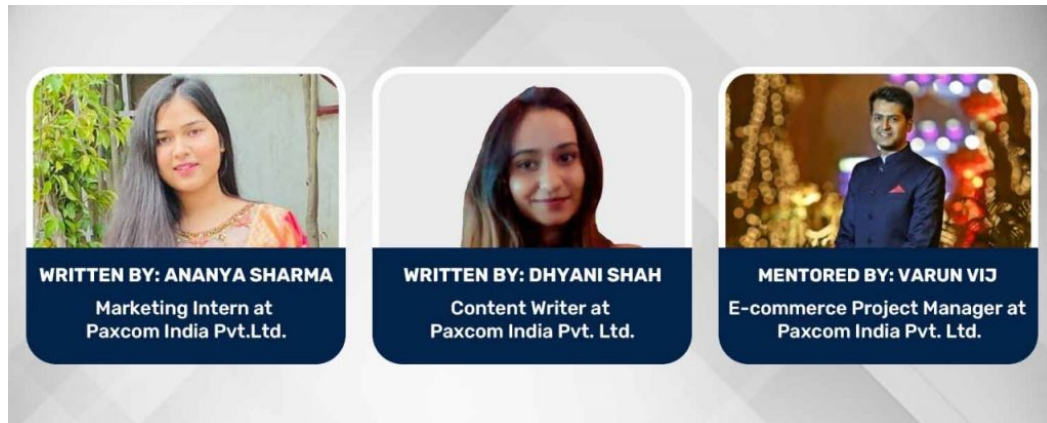 WRITTEN BY: ANANYA SHARMA
Marketing Intern at
Paxcom India Pvt.Ltd.
WRITTEN BY: DHYANI SHAH
Content Writer at
Paxcom India Pvt. Ltd.
MENTORED BY: VARUN VIJ
E-commerce Project Manager at
Paxcom India Pvt. Ltd.